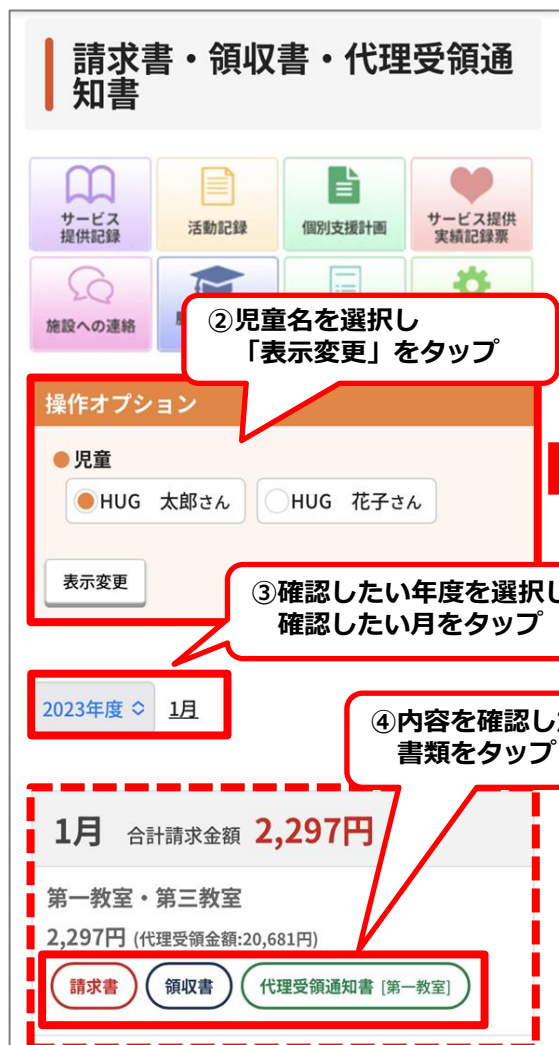 請求書・領収書・代理受領通
知書
サービス
提供記録
活動記録
個別支援計画
サービス提供
実績記録票
施設への連絡
②児童名を選択し
「表示変更」をタップ
操作オプション
児童
HUG 太郎さん
HUG 花子さん
表示変更
③確認したい年度を選択し
確認したい月をタップ
2023年度
1月
④内容を確認し
書類をタップ
1月 合計請求金額 2,297円
第一教室・第三教室
2,297円 (代理受領金額:20,681円)
請求書 領収書 代理受領通知書 [第一教室]